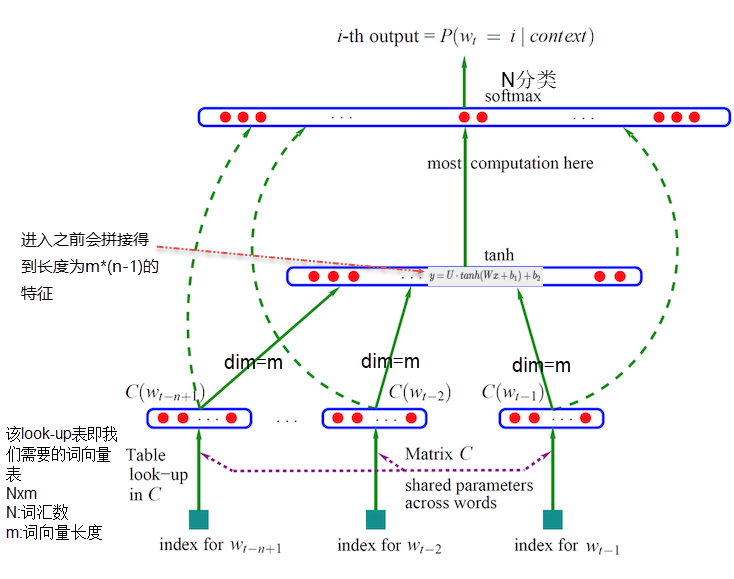 i-th output = P(w_t = i | context)
N分类
softmax
. . .
. . .
most computation here
进入之前会拼接得
到长度为m*(n-1)的
特征
tanh
. . .
y = U · tanh(Wx + b_1) + b_2
dim=m
dim=m
dim=m
C(w_{t-n+1})
C(w_{t-2})
C(w_{t-1})
. . .
. . .
. . .
. . .
该look-up表即我
们需要的词向量
表
Nxm
N:词汇数
m:词向量长度
Table
look-up
in C
Matrix C
shared parameters
across words
index for w_{t-n+1}
index for w_{t-2}
index for w_{t-1}